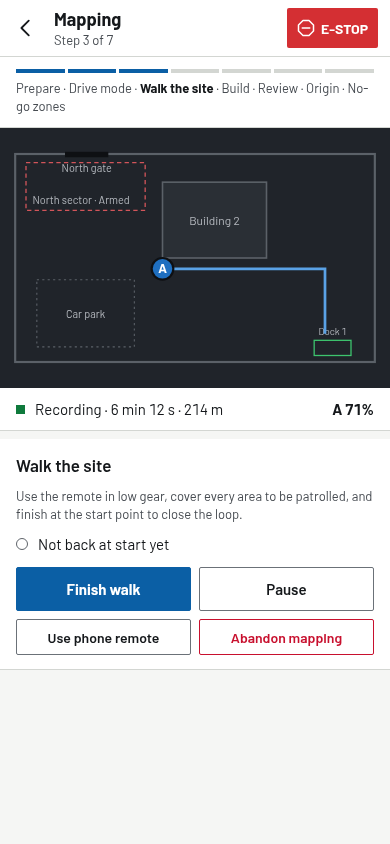 Mapping
Step 3 of 7
E-STOP
Prepare · Drive mode · Walk the site · Build · Review · Origin · No-
go zones
North gate
North sector · Armed
Building 2
A
Car park
Dock 1
Recording · 6 min 12 s · 214 m
A 71%
Walk the site
Use the remote in low gear, cover every area to be patrolled, and
finish at the start point to close the loop.
Not back at start yet
Finish walk
Pause
Use phone remote
Abandon mapping